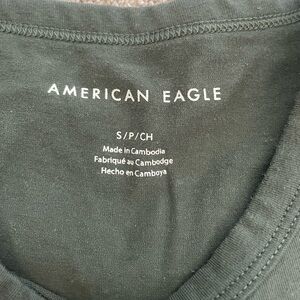 AMERICAN EAGLE
S/P/CH
Made in Cambodia
Fabriqué au Cambodge
Hecho en Camboya